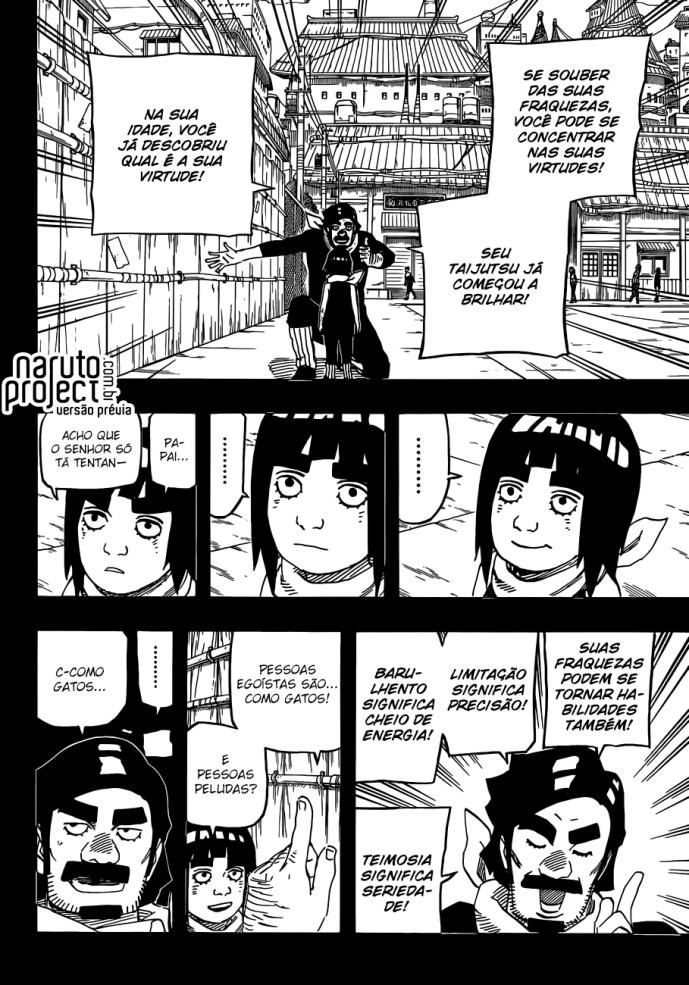 SE SOUBER
DAS SUAS
FRAQUEZAS,
VOCÊ PODE SE
CONCENTRAR
NAS SUAS
VIRTUDES!
SEU
TAIJUTSU JÁ
COMEÇOU A
BRILHAR!
NA SUA
IDADE, VOCÊ
JÁ DESCOBRIU
QUAL É A SUA
VIRTUDE!
naruto
project
.com.br
versão prévia
.........
.........
PA-
PAI...
ACHO QUE
O SENHOR SÓ
TÁ TENTAN—
SUAS
FRAQUEZAS
PODEM SE
TORNAR HA-
BILIDADES
TAMBÉM!
LIMITAÇÃO
SIGNIFICA
PRECISÃO!
BARU-
LHENTO
SIGNIFICA
CHEIO DE
ENERGIA!
TEIMOSIA
SIGNIFICA
SERIEDA-
DE!
PESSOAS
EGOÍSTAS SÃO...
COMO GATOS!
E
PESSOAS
PELUDAS?
.........
C-COMO
GATOS...